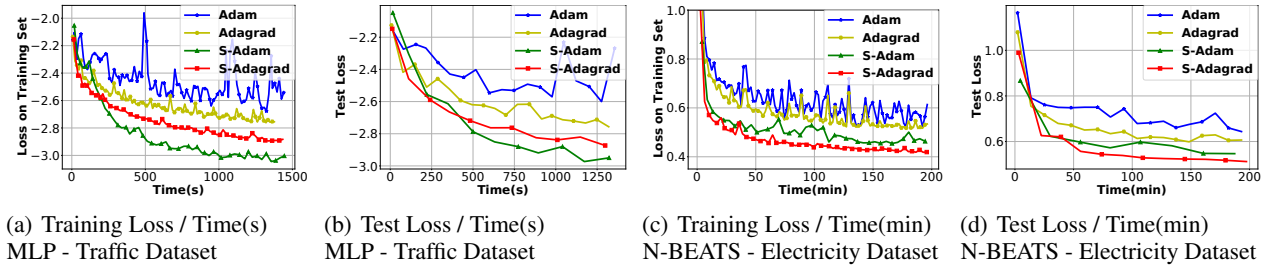 Adam
Adagrad
S-Adam
S-Adagrad
−2.0
−2.2
−2.4
−2.6
−2.8
−3.0
Loss on Training Set
0
500
1000
1500
Time(s)
Adam
Adagrad
S-Adam
S-Adagrad
−2.2
−2.4
−2.6
−2.8
−3.0
Test Loss
0
250
500
750
1000
1250
Time(s)
Adam
Adagrad
S-Adam
S-Adagrad
1.0
0.8
0.6
0.4
Loss on Training Set
0
50
100
150
200
Time(min)
Adam
Adagrad
S-Adam
S-Adagrad
1.0
0.8
0.6
Test Loss
0
50
100
150
200
Time(min)
(a) Training Loss / Time(s)
MLP - Traffic Dataset
(b) Test Loss / Time(s)
MLP - Traffic Dataset
(c) Training Loss / Time(min)
N-BEATS - Electricity Dataset
(d) Test Loss / Time(min)
N-BEATS - Electricity Dataset